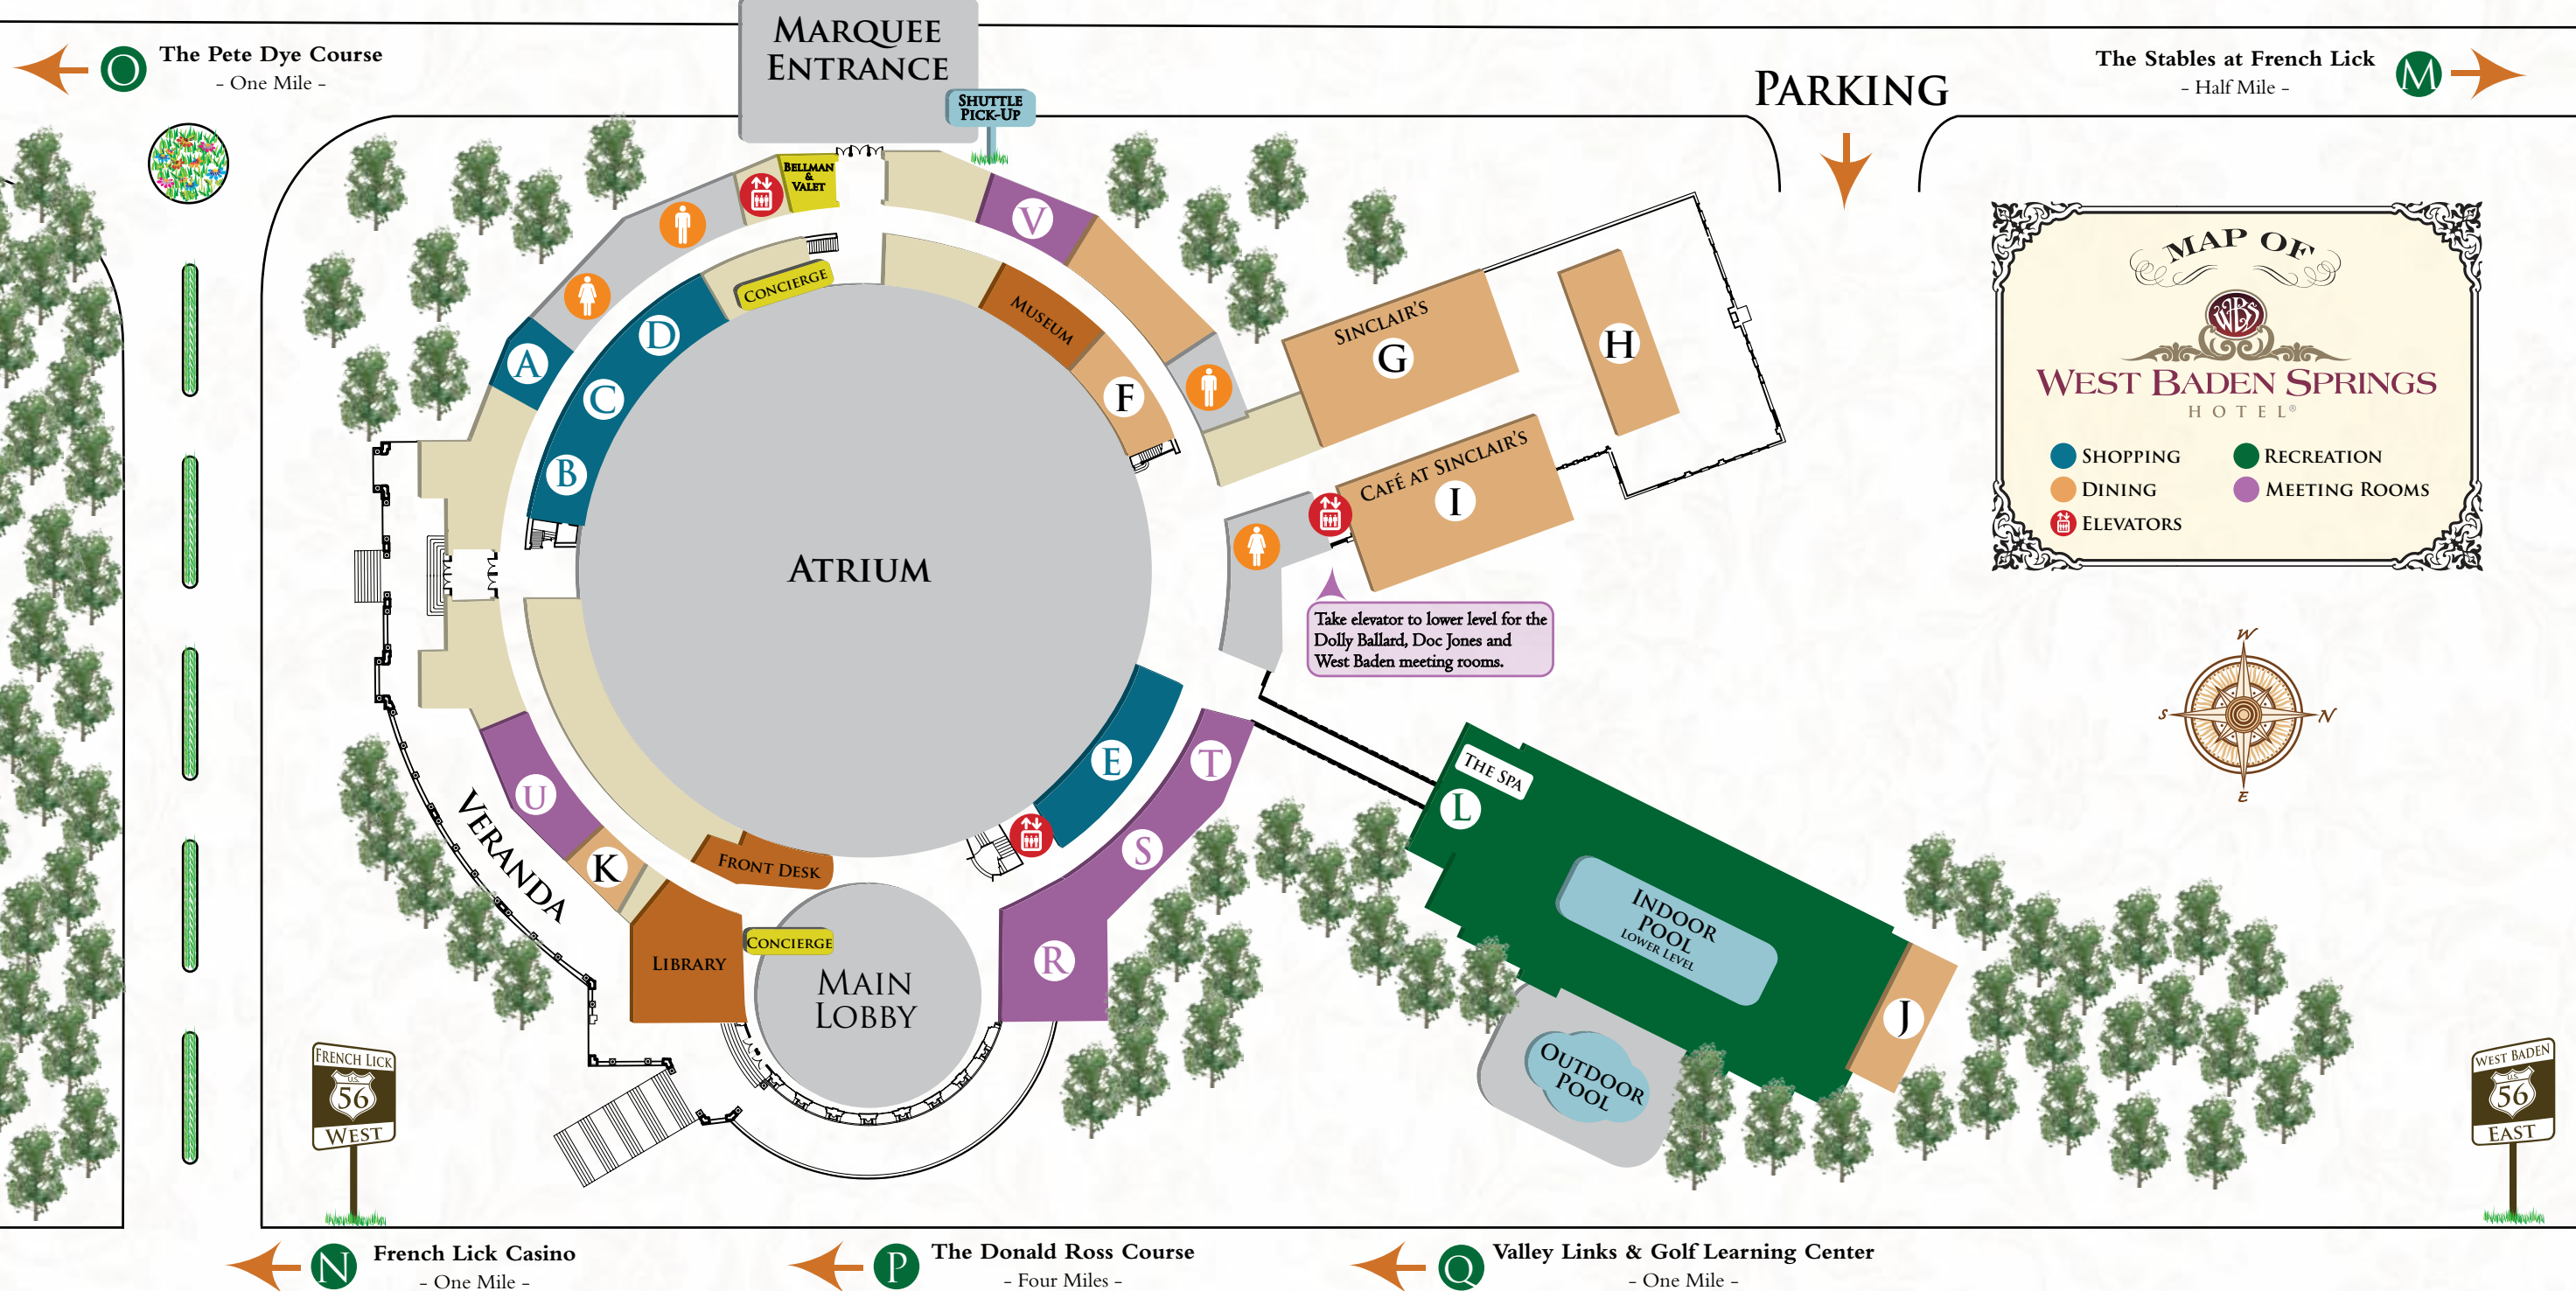 MARQUEE
ENTRANCE
O
The Pete Dye Course
- One Mile -
SHUTTLE
PICK-UP
PARKING
The Stables at French Lick
- Half Mile -
M
BELLMAN
&
VALET
V
CONCIERGE
MUSEUM
D
A
C
B
F
SINCLAIR'S
G
H
CAFÉ AT SINCLAIR'S
I
MAP OF
WBS
WEST BADEN SPRINGS
HOTEL®
SHOPPING
RECREATION
DINING
MEETING ROOMS
ELEVATORS
ATRIUM
Take elevator to lower level for the
Dolly Ballard, Doc Jones and
West Baden meeting rooms.
W
S
N
E
E
T
S
R
U
K
VERANDA
FRONT DESK
LIBRARY
CONCIERGE
MAIN
LOBBY
THE SPA
L
INDOOR
POOL
LOWER LEVEL
J
OUTDOOR
POOL
FRENCH LICK
U.S.
56
WEST
WEST BADEN
U.S.
56
EAST
N
French Lick Casino
- One Mile -
P
The Donald Ross Course
- Four Miles -
Q
Valley Links & Golf Learning Center
- One Mile -